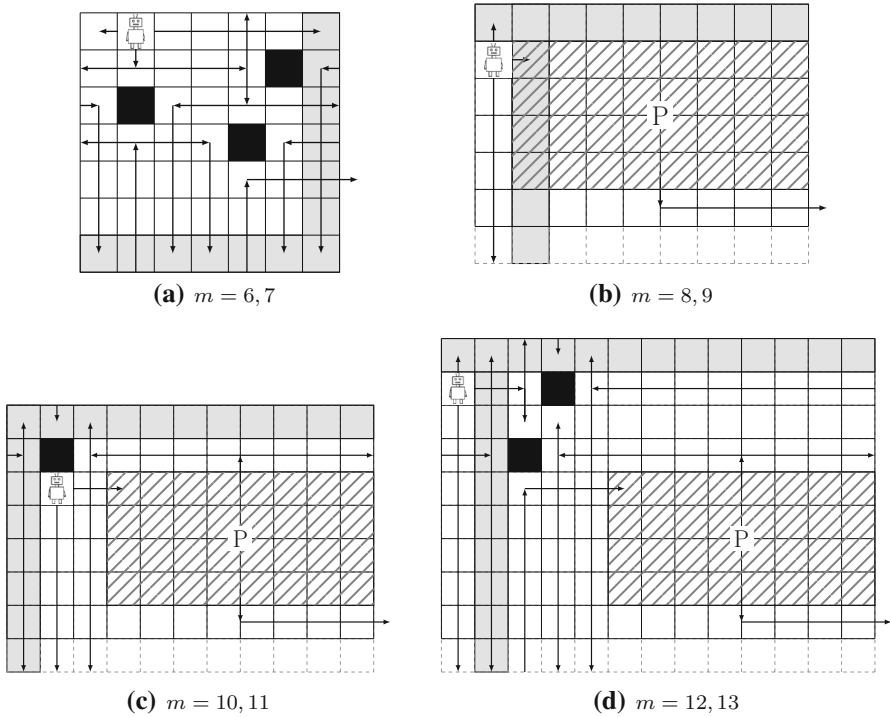 P
(a) m = 6, 7
(b) m = 8, 9
P
P
(c) m = 10, 11
(d) m = 12, 13